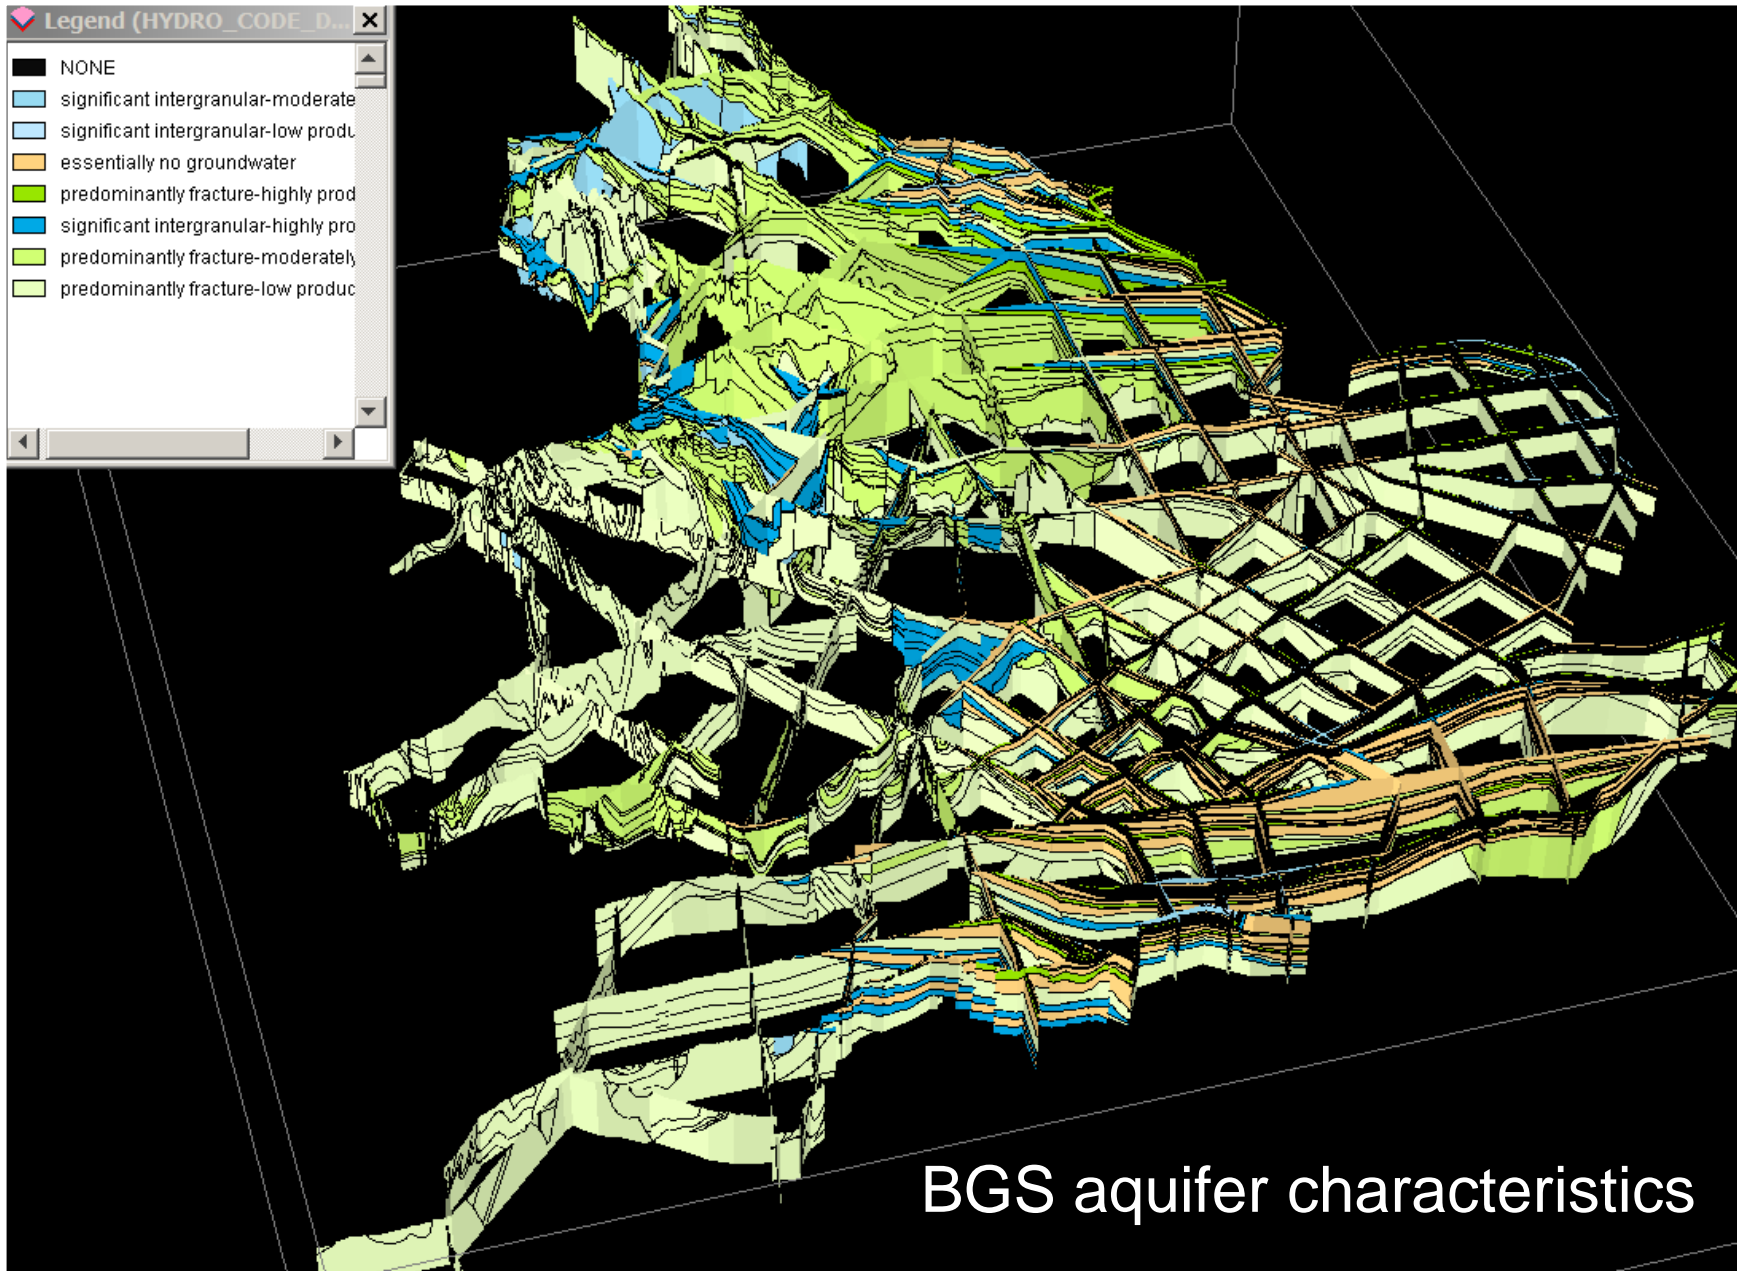 Legend (HYDRO_CODE_D...
NONE
significant intergranular-moderate
significant intergranular-low produ
essentially no groundwater
predominantly fracture-highly prod
significant intergranular-highly pro
predominantly fracture-moderately
predominantly fracture-low produc
BGS aquifer characteristics